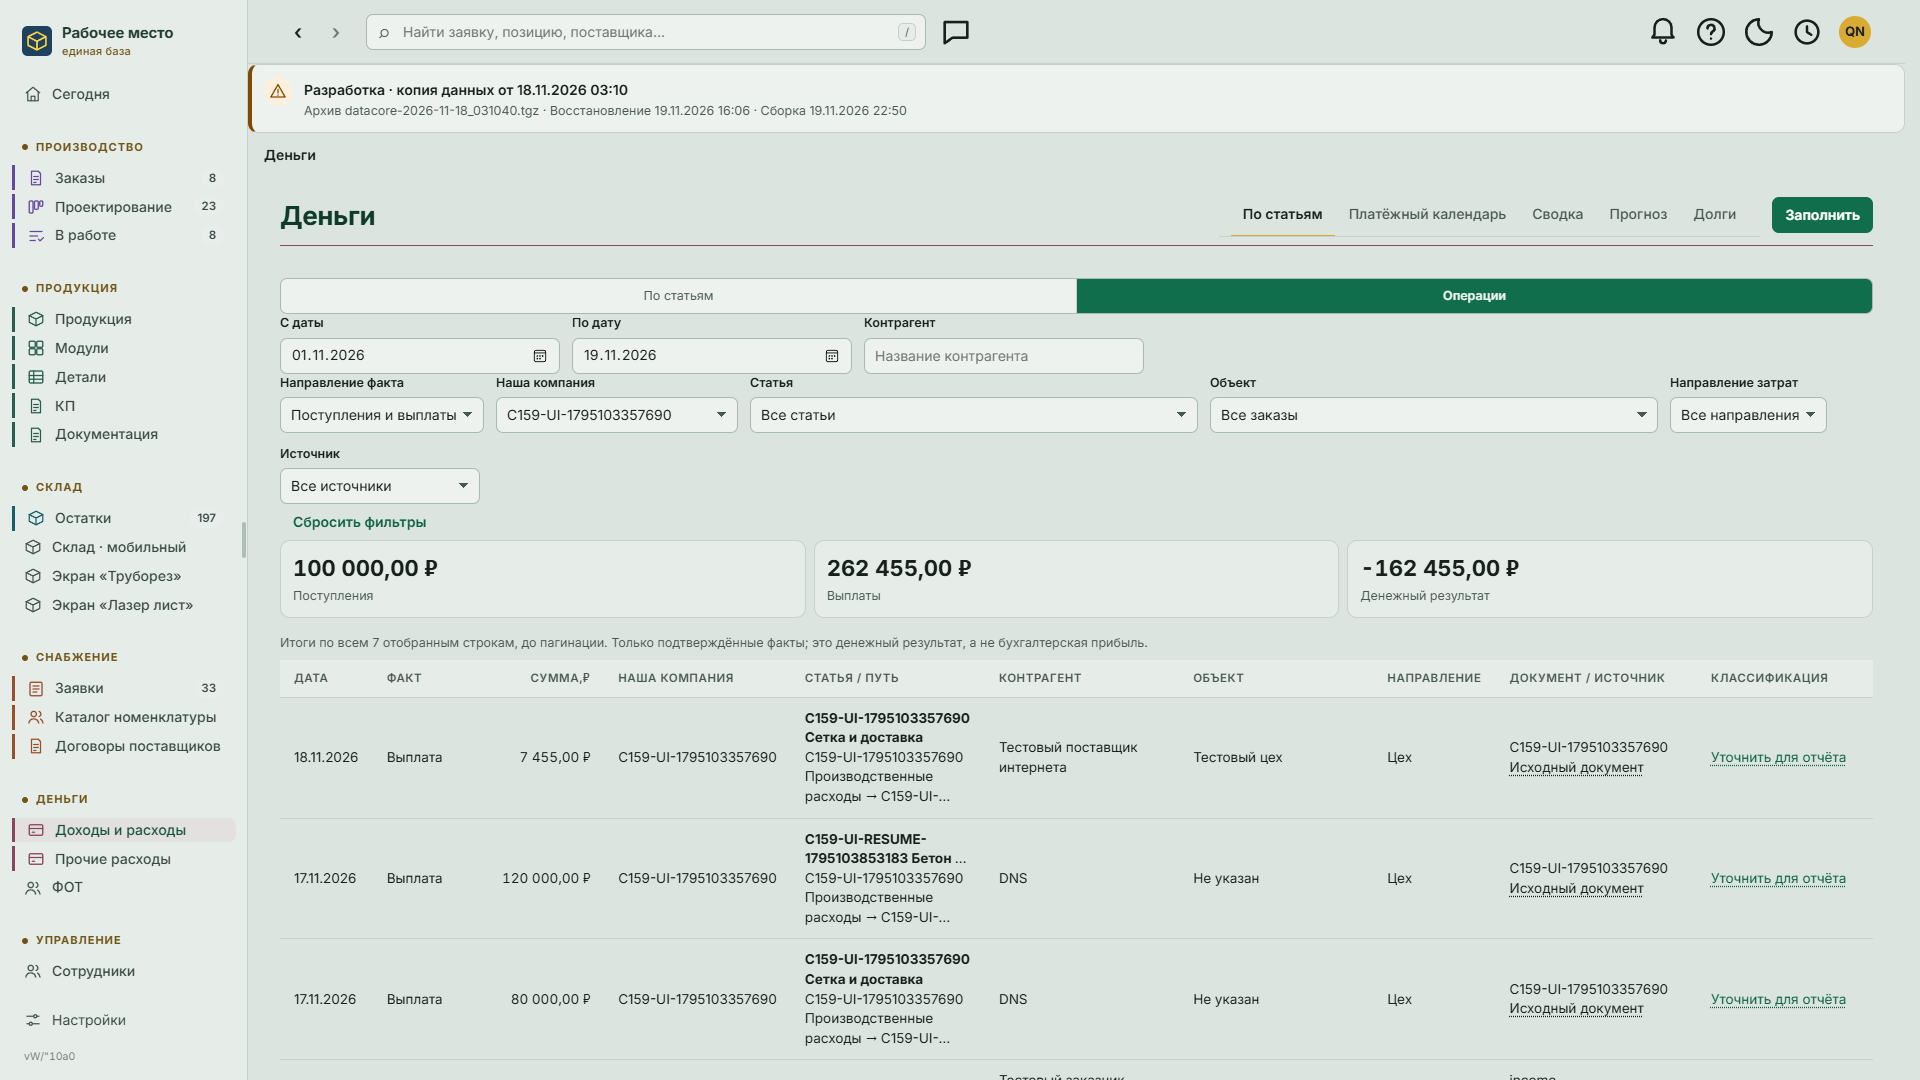 Рабочее место
единая база
Сегодня
ПРОИЗВОДСТВО
Заказы 8
Проектирование 23
В работе 8
ПРОДУКЦИЯ
Продукция
Модули
Детали
КП
Документация
СКЛАД
Остатки 197
Склад · мобильный
Экран «Труборез»
Экран «Лазер лист»
СНАБЖЕНИЕ
Заявки 33
Каталог номенклатуры
Договоры поставщиков
ДЕНЬГИ
Доходы и расходы
Прочие расходы
ФОТ
УПРАВЛЕНИЕ
Сотрудники
Настройки
vW/"10a0
Найти заявку, позицию, поставщика... /
QN
Разработка · копия данных от 18.11.2026 03:10
Архив datacore-2026-11-18_031040.tgz · Восстановление 19.11.2026 16:06 · Сборка 19.11.2026 22:50
Деньги
Деньги
По статьям Платёжный календарь Сводка Прогноз Долги Заполнить
По статьям Операции
С даты По дату Контрагент
01.11.2026 19.11.2026 Название контрагента
Направление факта Наша компания Статья Объект Направление затрат
Поступления и выплаты C159-UI-1795103357690 Все статьи Все заказы Все направления
Источник
Все источники
Сбросить фильтры
100 000,00 ₽ 262 455,00 ₽ -162 455,00 ₽
Поступления Выплаты Денежный результат
Итоги по всем 7 отобранным строкам, до пагинации. Только подтверждённые факты; это денежный результат, а не бухгалтерская прибыль.
ДАТА ФАКТ СУММА,₽ НАША КОМПАНИЯ СТАТЬЯ / ПУТЬ КОНТРАГЕНТ ОБЪЕКТ НАПРАВЛЕНИЕ ДОКУМЕНТ / ИСТОЧНИК КЛАССИФИКАЦИЯ
C159-UI-1795103357690
Сетка и доставка
18.11.2026 Выплата 7 455,00 ₽ C159-UI-1795103357690 C159-UI-1795103357690 Тестовый поставщик интернета Тестовый цех Цех C159-UI-1795103357690 Исходный документ Уточнить для отчёта
Производственные
расходы → C159-UI-...
C159-UI-RESUME-
1795103853183 Бетон ...
17.11.2026 Выплата 120 000,00 ₽ C159-UI-1795103357690 C159-UI-1795103357690 DNS Не указан Цех C159-UI-1795103357690 Исходный документ Уточнить для отчёта
Производственные
расходы → C159-UI-...
C159-UI-1795103357690
Сетка и доставка
17.11.2026 Выплата 80 000,00 ₽ C159-UI-1795103357690 C159-UI-1795103357690 DNS Не указан Цех C159-UI-1795103357690 Исходный документ Уточнить для отчёта
Производственные
расходы → C159-UI-...
Тестовый заказчик income